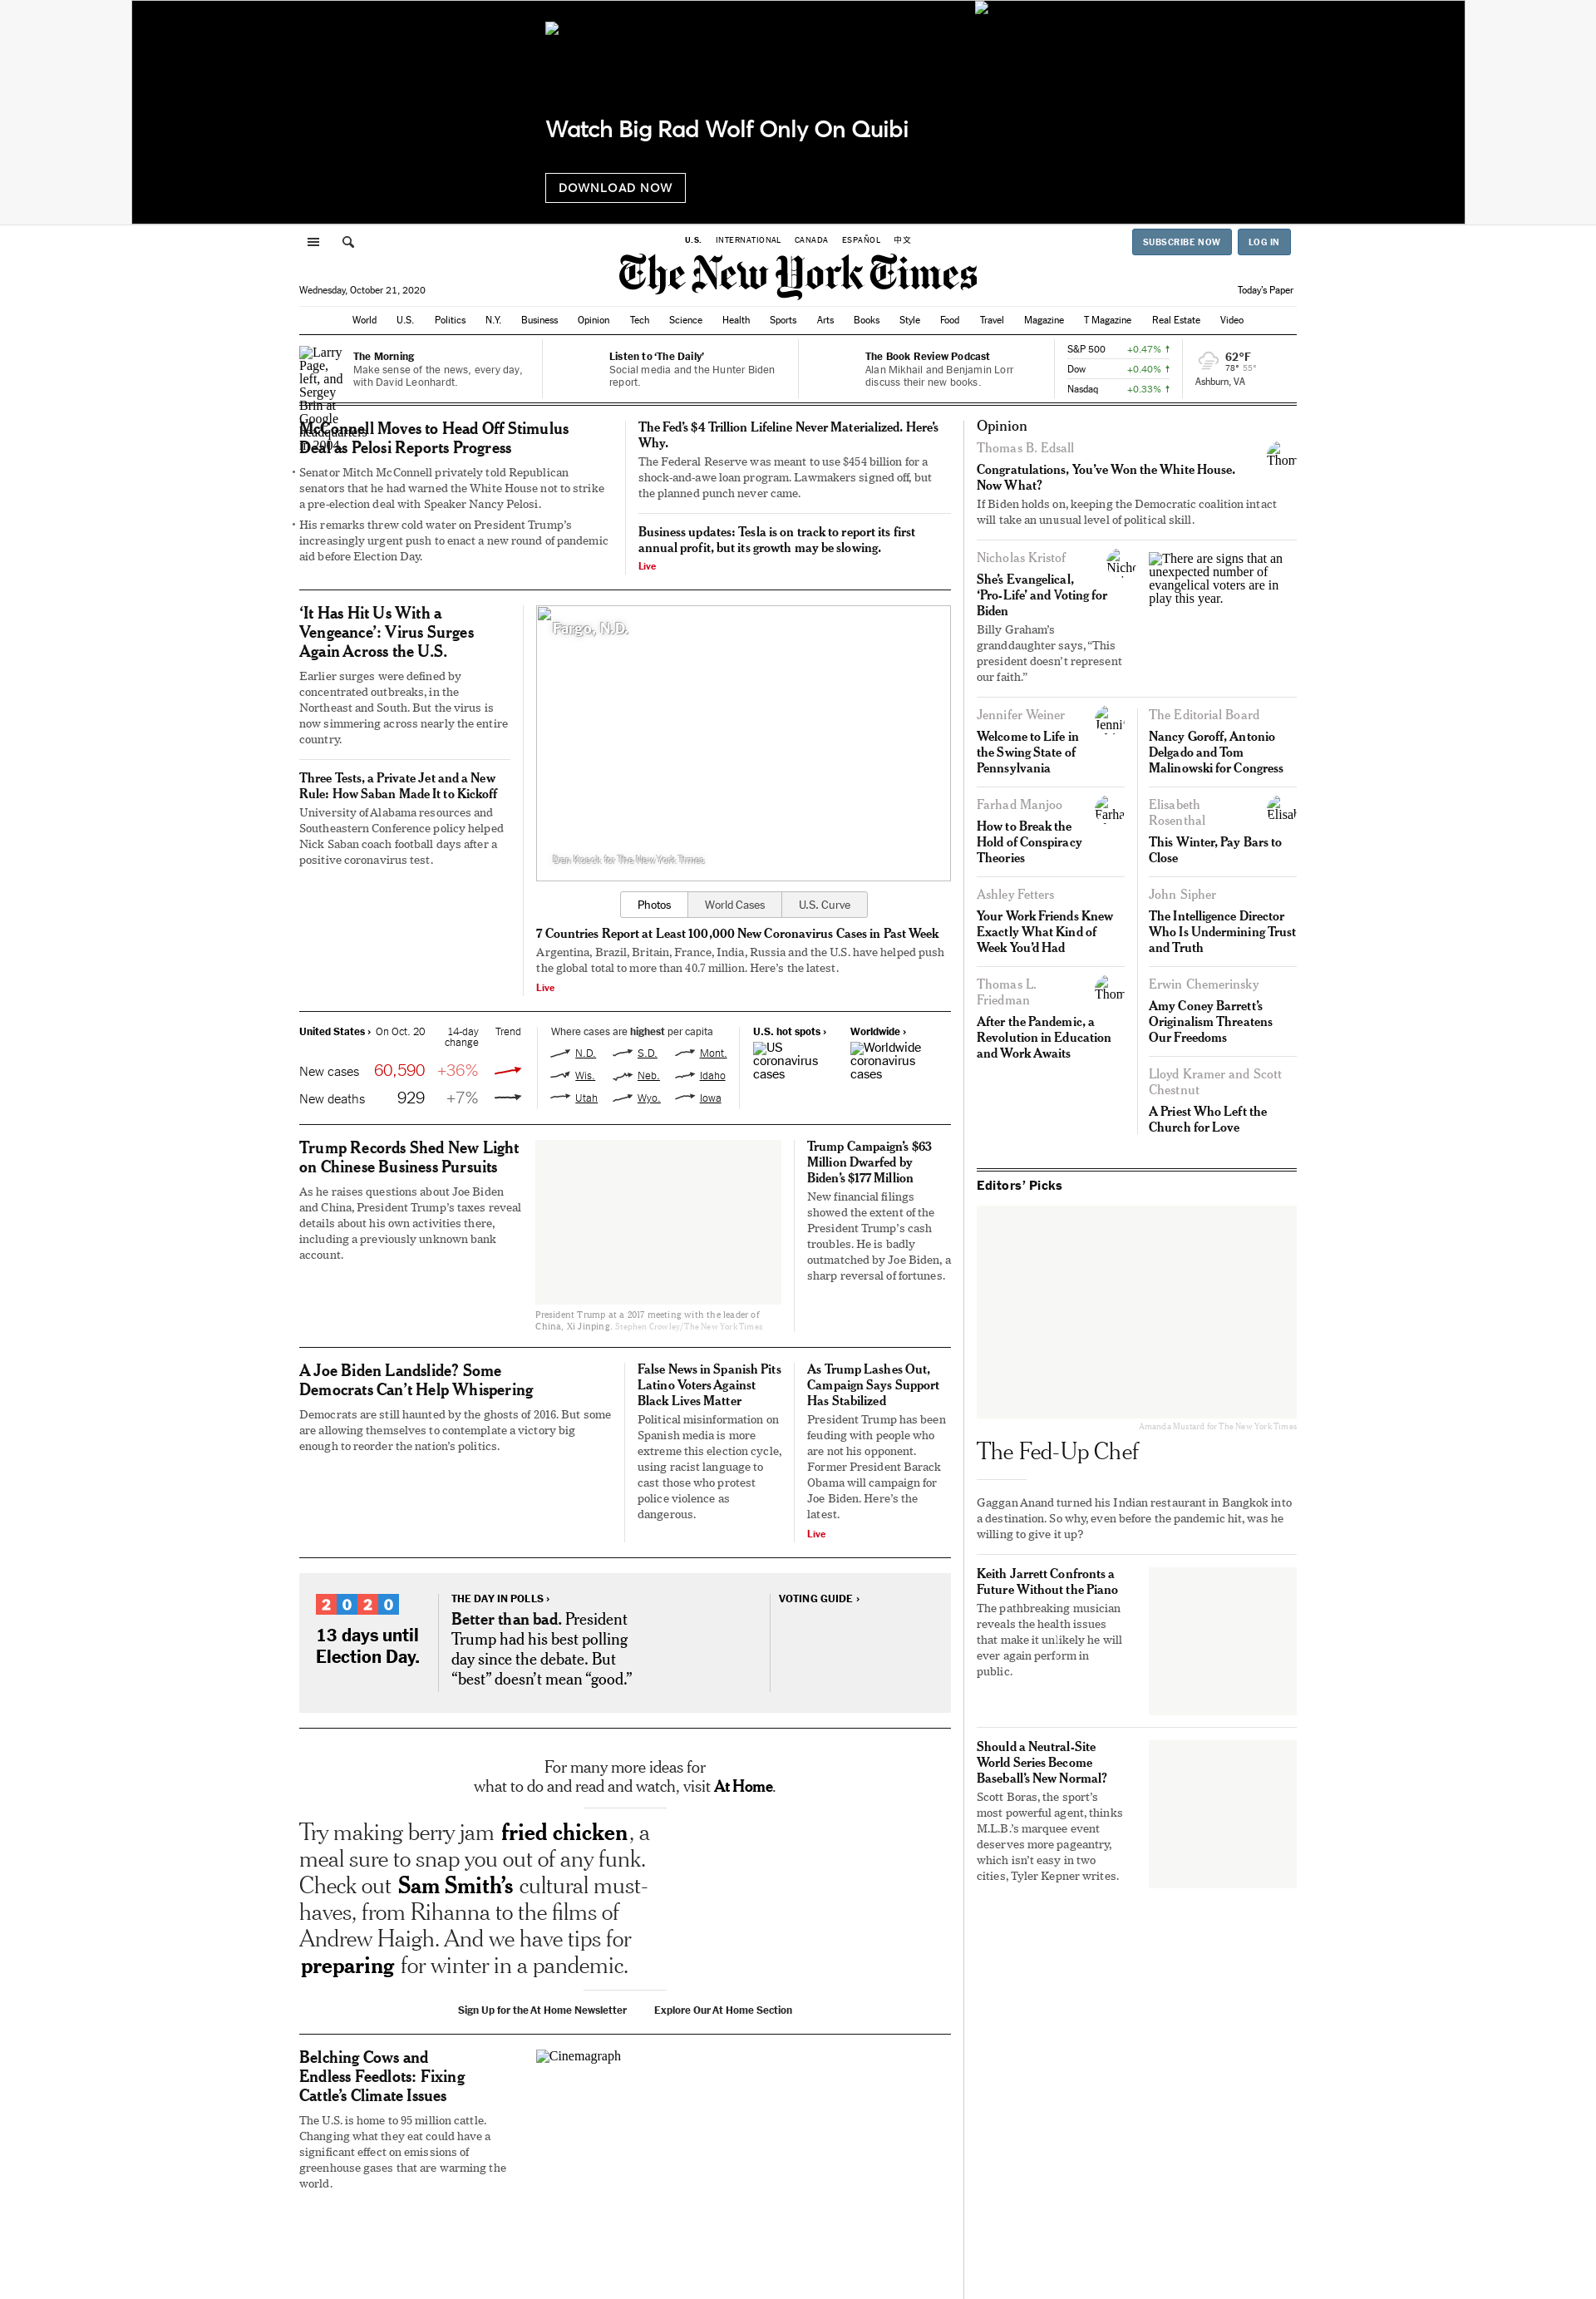 Watch Big Rad Wolf Only On Quibi
DOWNLOAD NOW
U.S. INTERNATIONAL CANADA ESPAÑOL 中文
SUBSCRIBE NOW
LOG IN
The New York Times
Wednesday, October 21, 2020
Today's Paper
World U.S. Politics N.Y. Business Opinion Tech Science Health Sports Arts Books Style Food Travel Magazine T Magazine Real Estate Video
Larry
Page,
left, and
Sergey
Brin at
Google
headquarters
in 2004.
The Morning
Make sense of the news, every day,
with David Leonhardt.
Listen to ‘The Daily’
Social media and the Hunter Biden
report.
The Book Review Podcast
Alan Mikhail and Benjamin Lorr
discuss their new books.
S&P 500 +0.47% ↑
Dow +0.40% ↑
Nasdaq +0.33% ↑
62°F
78° 55°
Ashburn, VA
McConnell Moves to Head Off Stimulus
Deal as Pelosi Reports Progress
• Senator Mitch McConnell privately told Republican
senators that he had warned the White House not to strike
a pre-election deal with Speaker Nancy Pelosi.
• His remarks threw cold water on President Trump’s
increasingly urgent push to enact a new round of pandemic
aid before Election Day.
The Fed’s $4 Trillion Lifeline Never Materialized. Here’s
Why.
The Federal Reserve was meant to use $454 billion for a
shock-and-awe loan program. Lawmakers signed off, but
the planned punch never came.
Business updates: Tesla is on track to report its first
annual profit, but its growth may be slowing.
Live
‘It Has Hit Us With a
Vengeance’: Virus Surges
Again Across the U.S.
Earlier surges were defined by
concentrated outbreaks, in the
Northeast and South. But the virus is
now simmering across nearly the entire
country.
Three Tests, a Private Jet and a New
Rule: How Saban Made It to Kickoff
University of Alabama resources and
Southeastern Conference policy helped
Nick Saban coach football days after a
positive coronavirus test.
Fargo, N.D.
Dan Koeck for The New York Times
Photos World Cases U.S. Curve
7 Countries Report at Least 100,000 New Coronavirus Cases in Past Week
Argentina, Brazil, Britain, France, India, Russia and the U.S. have helped push
the global total to more than 40.7 million. Here’s the latest.
Live
United States › On Oct. 20 14-day
change Trend
New cases 60,590 +36%
New deaths 929 +7%
Where cases are highest per capita
N.D. S.D. Mont.
Wis. Neb. Idaho
Utah Wyo. Iowa
U.S. hot spots ›
US
coronavirus
cases
Worldwide ›
Worldwide
coronavirus
cases
Trump Records Shed New Light
on Chinese Business Pursuits
As he raises questions about Joe Biden
and China, President Trump’s taxes reveal
details about his own activities there,
including a previously unknown bank
account.
President Trump at a 2017 meeting with the leader of
China, Xi Jinping. Stephen Crowley/The New York Times
Trump Campaign’s $63
Million Dwarfed by
Biden’s $177 Million
New financial filings
showed the extent of the
President Trump’s cash
troubles. He is badly
outmatched by Joe Biden, a
sharp reversal of fortunes.
A Joe Biden Landslide? Some
Democrats Can’t Help Whispering
Democrats are still haunted by the ghosts of 2016. But some
are allowing themselves to contemplate a victory big
enough to reorder the nation’s politics.
False News in Spanish Pits
Latino Voters Against
Black Lives Matter
Political misinformation on
Spanish media is more
extreme this election cycle,
using racist language to
cast those who protest
police violence as
dangerous.
As Trump Lashes Out,
Campaign Says Support
Has Stabilized
President Trump has been
feuding with people who
are not his opponent.
Former President Barack
Obama will campaign for
Joe Biden. Here’s the
latest.
Live
2020
13 days until
Election Day.
THE DAY IN POLLS ›
Better than bad. President
Trump had his best polling
day since the debate. But
“best” doesn’t mean “good.”
VOTING GUIDE ›
For many more ideas for
what to do and read and watch, visit At Home.
Try making berry jam fried chicken, a
meal sure to snap you out of any funk.
Check out Sam Smith’s cultural must-
haves, from Rihanna to the films of
Andrew Haigh. And we have tips for
preparing for winter in a pandemic.
Sign Up for the At Home Newsletter Explore Our At Home Section
Belching Cows and
Endless Feedlots: Fixing
Cattle’s Climate Issues
The U.S. is home to 95 million cattle.
Changing what they eat could have a
significant effect on emissions of
greenhouse gases that are warming the
world.
Cinemagraph
Opinion
Thomas B. Edsall
Thom
Congratulations, You’ve Won the White House.
Now What?
If Biden holds on, keeping the Democratic coalition intact
will take an unusual level of political skill.
Nicholas Kristof
Nicho
She’s Evangelical,
‘Pro-Life’ and Voting for
Biden
Billy Graham’s
granddaughter says, “This
president doesn’t represent
our faith.”
There are signs that an
unexpected number of
evangelical voters are in
play this year.
Jennifer Weiner
Jenni
Welcome to Life in
the Swing State of
Pennsylvania
The Editorial Board
Nancy Goroff, Antonio
Delgado and Tom
Malinowski for Congress
Farhad Manjoo
Farha
How to Break the
Hold of Conspiracy
Theories
Elisabeth
Rosenthal
Elisab
This Winter, Pay Bars to
Close
Ashley Fetters
Your Work Friends Knew
Exactly What Kind of
Week You’d Had
John Sipher
The Intelligence Director
Who Is Undermining Trust
and Truth
Thomas L.
Friedman
Thom
After the Pandemic, a
Revolution in Education
and Work Awaits
Erwin Chemerinsky
Amy Coney Barrett’s
Originalism Threatens
Our Freedoms
Lloyd Kramer and Scott
Chestnut
A Priest Who Left the
Church for Love
Editors’ Picks
Amanda Mustard for The New York Times
The Fed-Up Chef
Gaggan Anand turned his Indian restaurant in Bangkok into
a destination. So why, even before the pandemic hit, was he
willing to give it up?
Keith Jarrett Confronts a
Future Without the Piano
The pathbreaking musician
reveals the health issues
that make it unlikely he will
ever again perform in
public.
Should a Neutral-Site
World Series Become
Baseball’s New Normal?
Scott Boras, the sport’s
most powerful agent, thinks
M.L.B.’s marquee event
deserves more pageantry,
which isn’t easy in two
cities, Tyler Kepner writes.